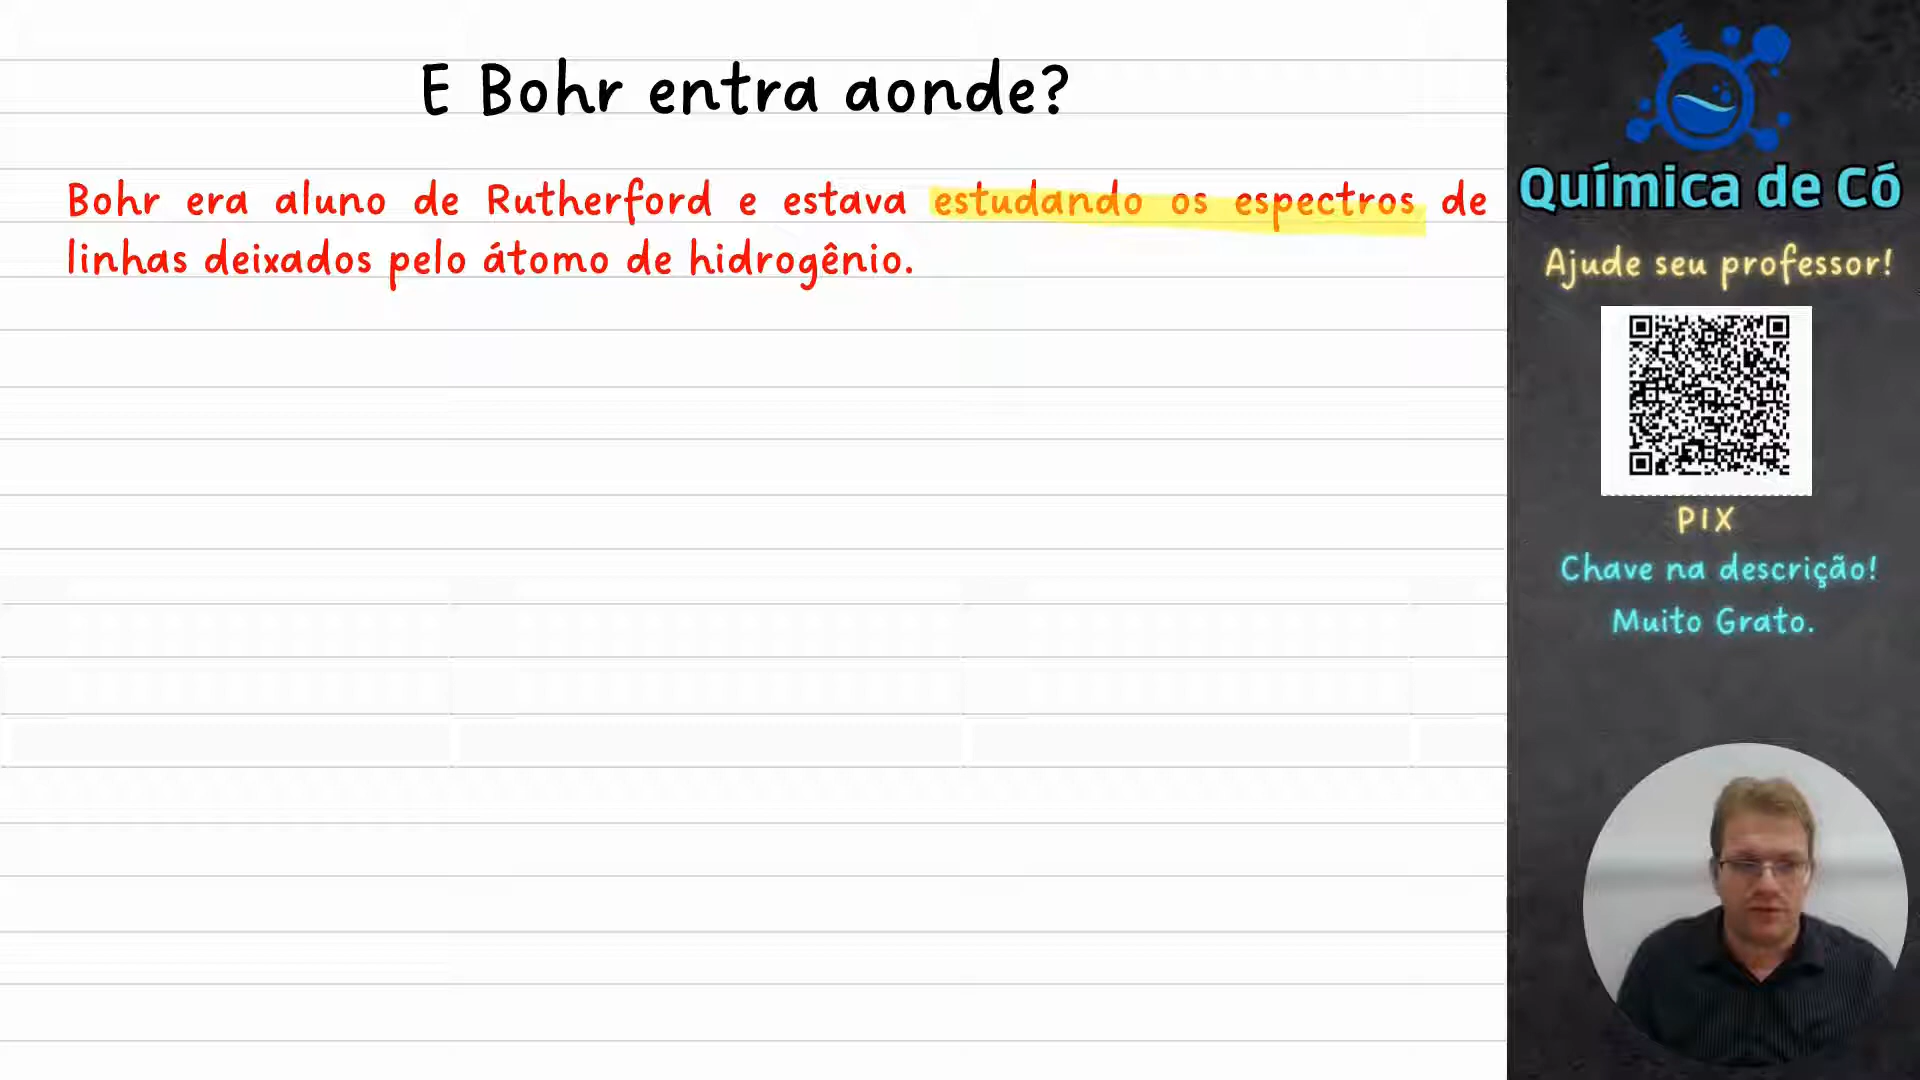 E Bohr entra aonde?
Bohr era aluno de Rutherford e estava estudando os espectros de
linhas deixados pelo átomo de hidrogênio.
Química de Có
Ajude seu professor!
PIX
Chave na descrição!
Muito Grato.